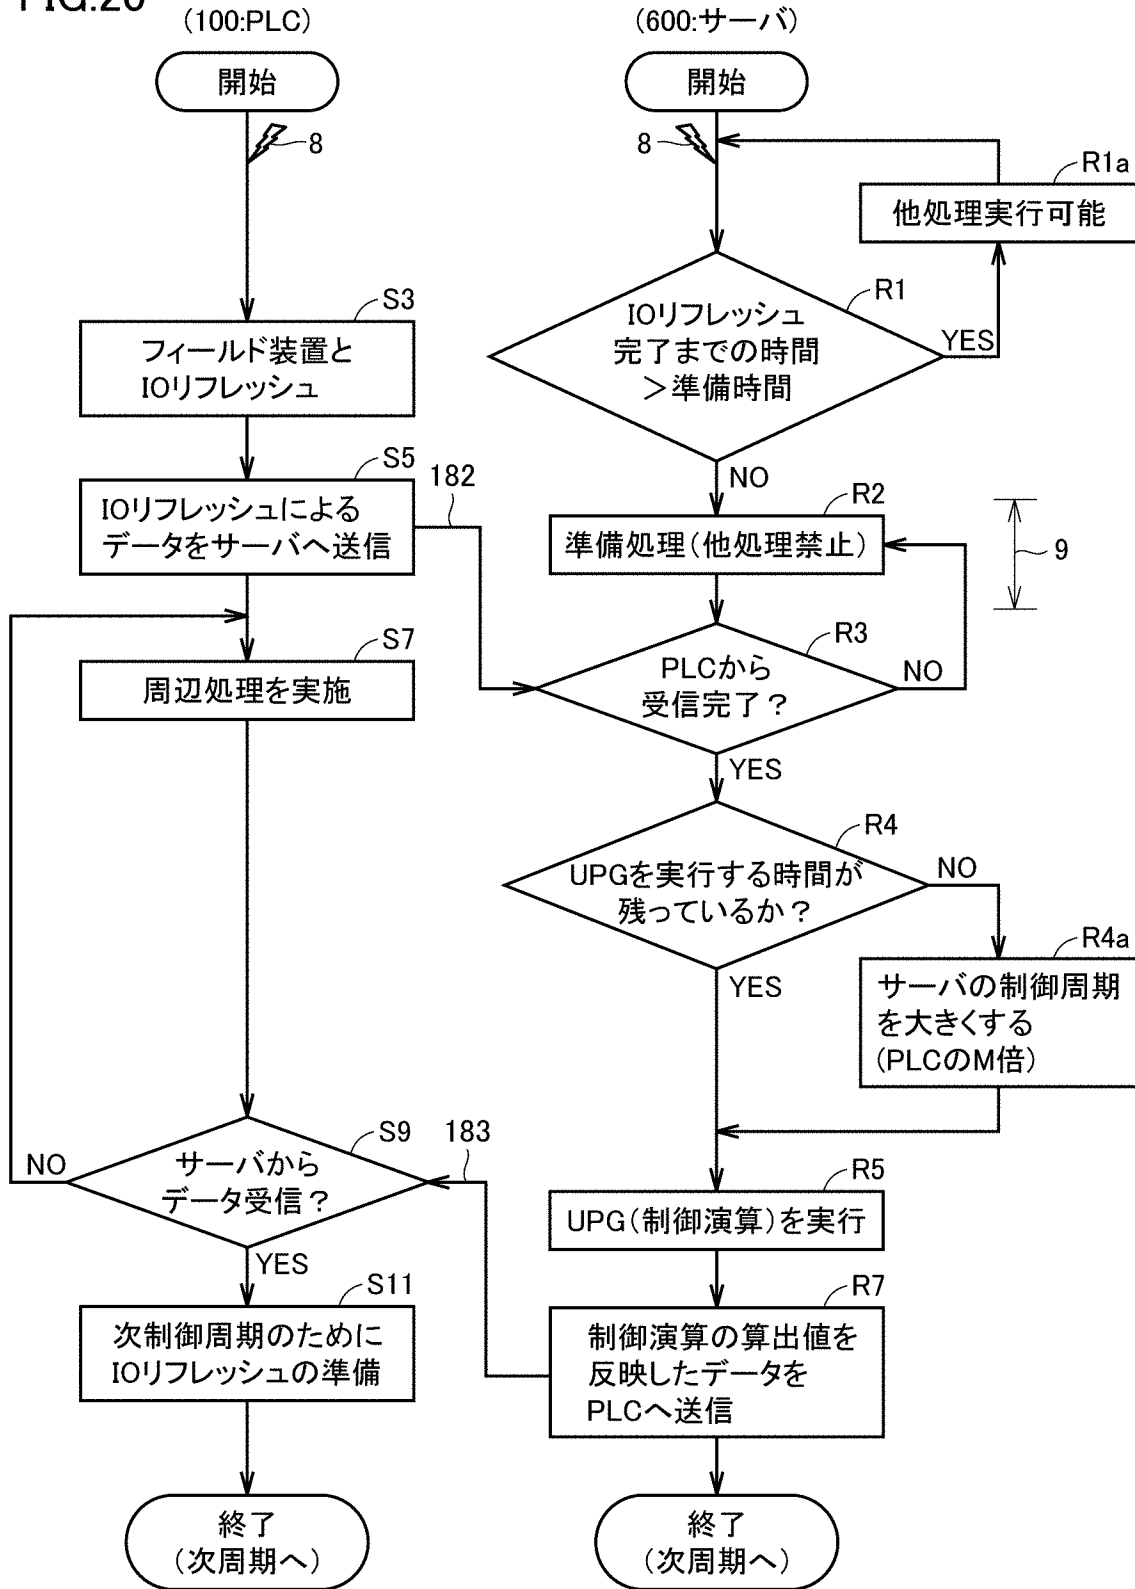 FIG.20
(100:PLC)
開始
8
S3
フィールド装置と
IOリフレッシュ
S5
IOリフレッシュによる
データをサーバへ送信
182
S7
周辺処理を実施
S9
サーバから
データ受信？
NO
YES
183
S11
次制御周期のために
IOリフレッシュの準備
終了
(次周期へ)
(600:サーバ)
開始
8
R1a
他処理実行可能
R1
IOリフレッシュ
完了までの時間
＞準備時間
YES
NO
R2
準備処理(他処理禁止)
9
R3
PLCから
受信完了？
NO
YES
R4
UPGを実行する時間が
残っているか？
NO
YES
R4a
サーバの制御周期
を大きくする
(PLCのM倍)
R5
UPG(制御演算)を実行
R7
制御演算の算出値を
反映したデータを
PLCへ送信
終了
(次周期へ)